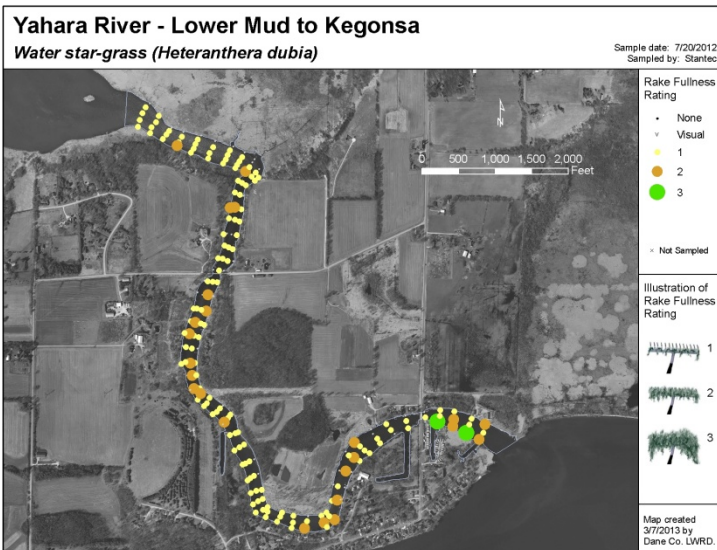 Yahara River - Lower Mud to Kegonsa
Water star-grass (Heteranthera dubia)
Sample date: 7/20/2012
Sampled by: Stantec
N
0 500 1,000 1,500 2,000
Feet
Rake Fullness
Rating
None
Visual
1
2
3
× Not Sampled
Illustration of
Rake Fullness
Rating
1
2
3
Map created
3/7/2013 by
Dane Co. LWRD.